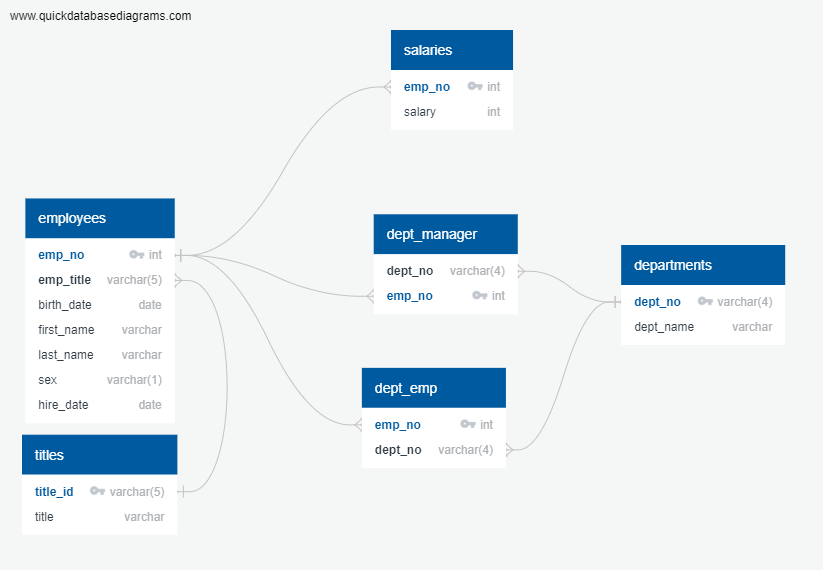 www.quickdatabasediagrams.com
salaries
emp_no int
salary int
employees
emp_no int
emp_title varchar(5)
birth_date date
first_name varchar
last_name varchar
sex varchar(1)
hire_date date
dept_manager
dept_no varchar(4)
emp_no int
departments
dept_no varchar(4)
dept_name varchar
dept_emp
emp_no int
dept_no varchar(4)
titles
title_id varchar(5)
title varchar